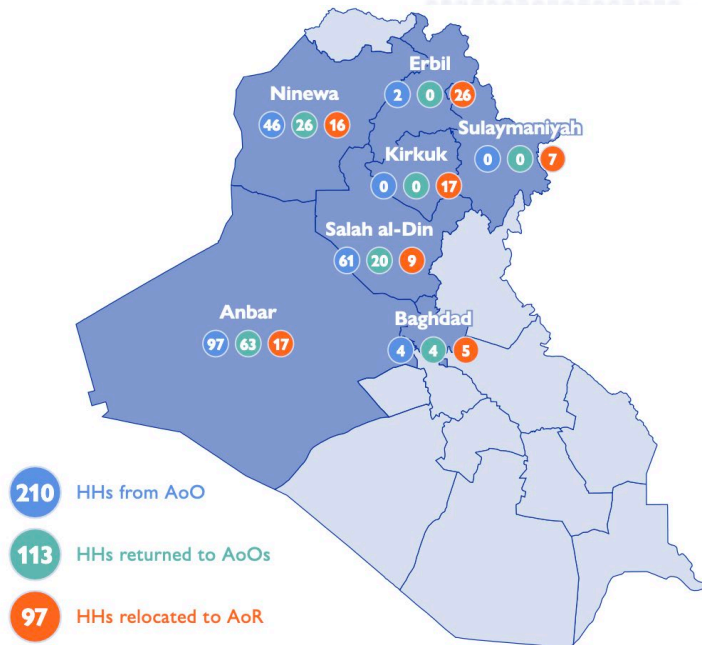 Erbil
2 0 26
Ninewa
46 26 16
Sulaymaniyah
0 0 7
Kirkuk
0 0 17
Salah al-Din
61 20 9
Anbar
97 63 17
Baghdad
4 4 5
210 HHs from AoO
113 HHs returned to AoOs
97 HHs relocated to AoR